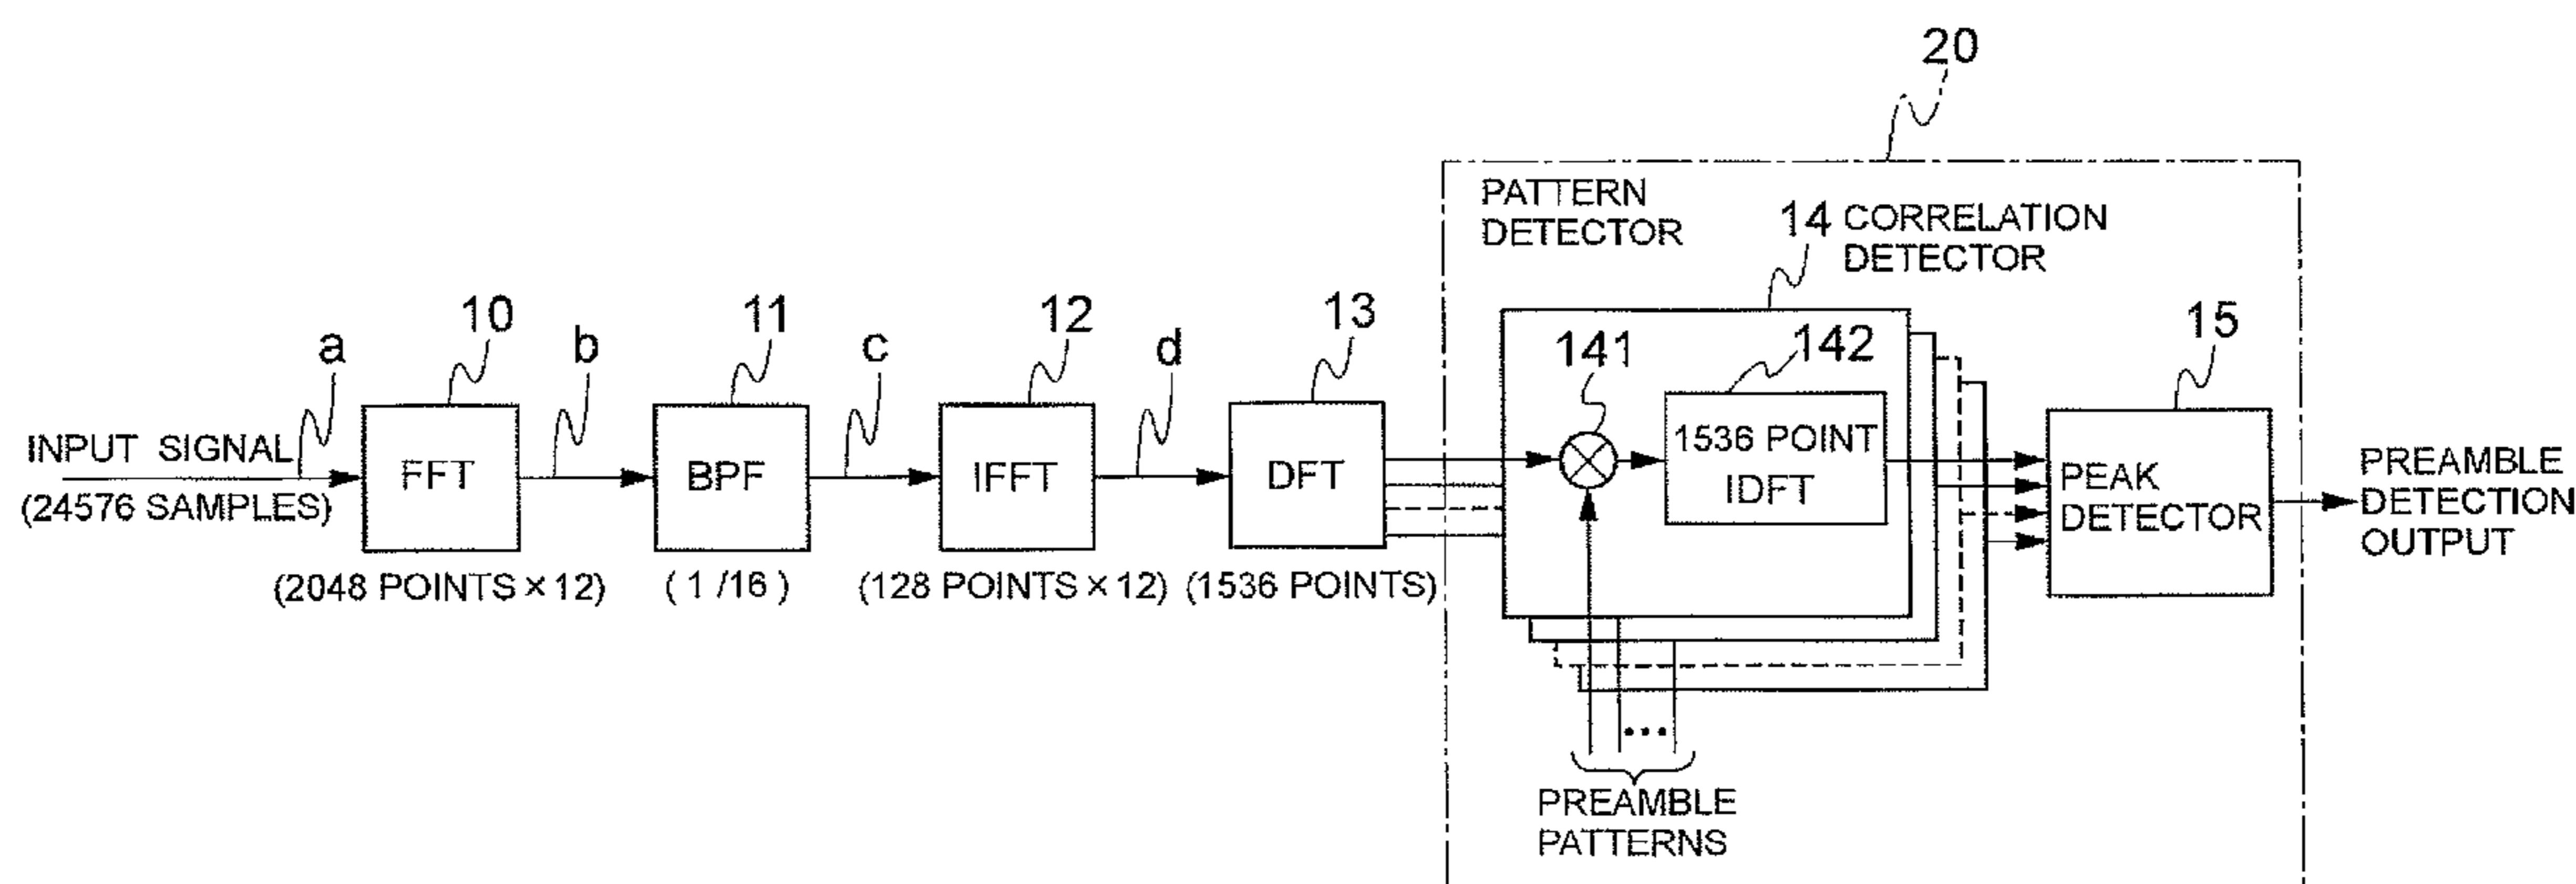 20
PATTERN
DETECTOR
14 CORRELATION
DETECTOR
10
11
12
13
15
a
b
c
d
141
142
INPUT SIGNAL
(24576 SAMPLES)
FFT
BPF
IFFT
DFT
1536 POINT
IDFT
PEAK
DETECTOR
PREAMBLE
DETECTION
OUTPUT
(2048 POINTS × 12)
( 1 /16 )
(128 POINTS × 12)
(1536 POINTS)
...
PREAMBLE
PATTERNS